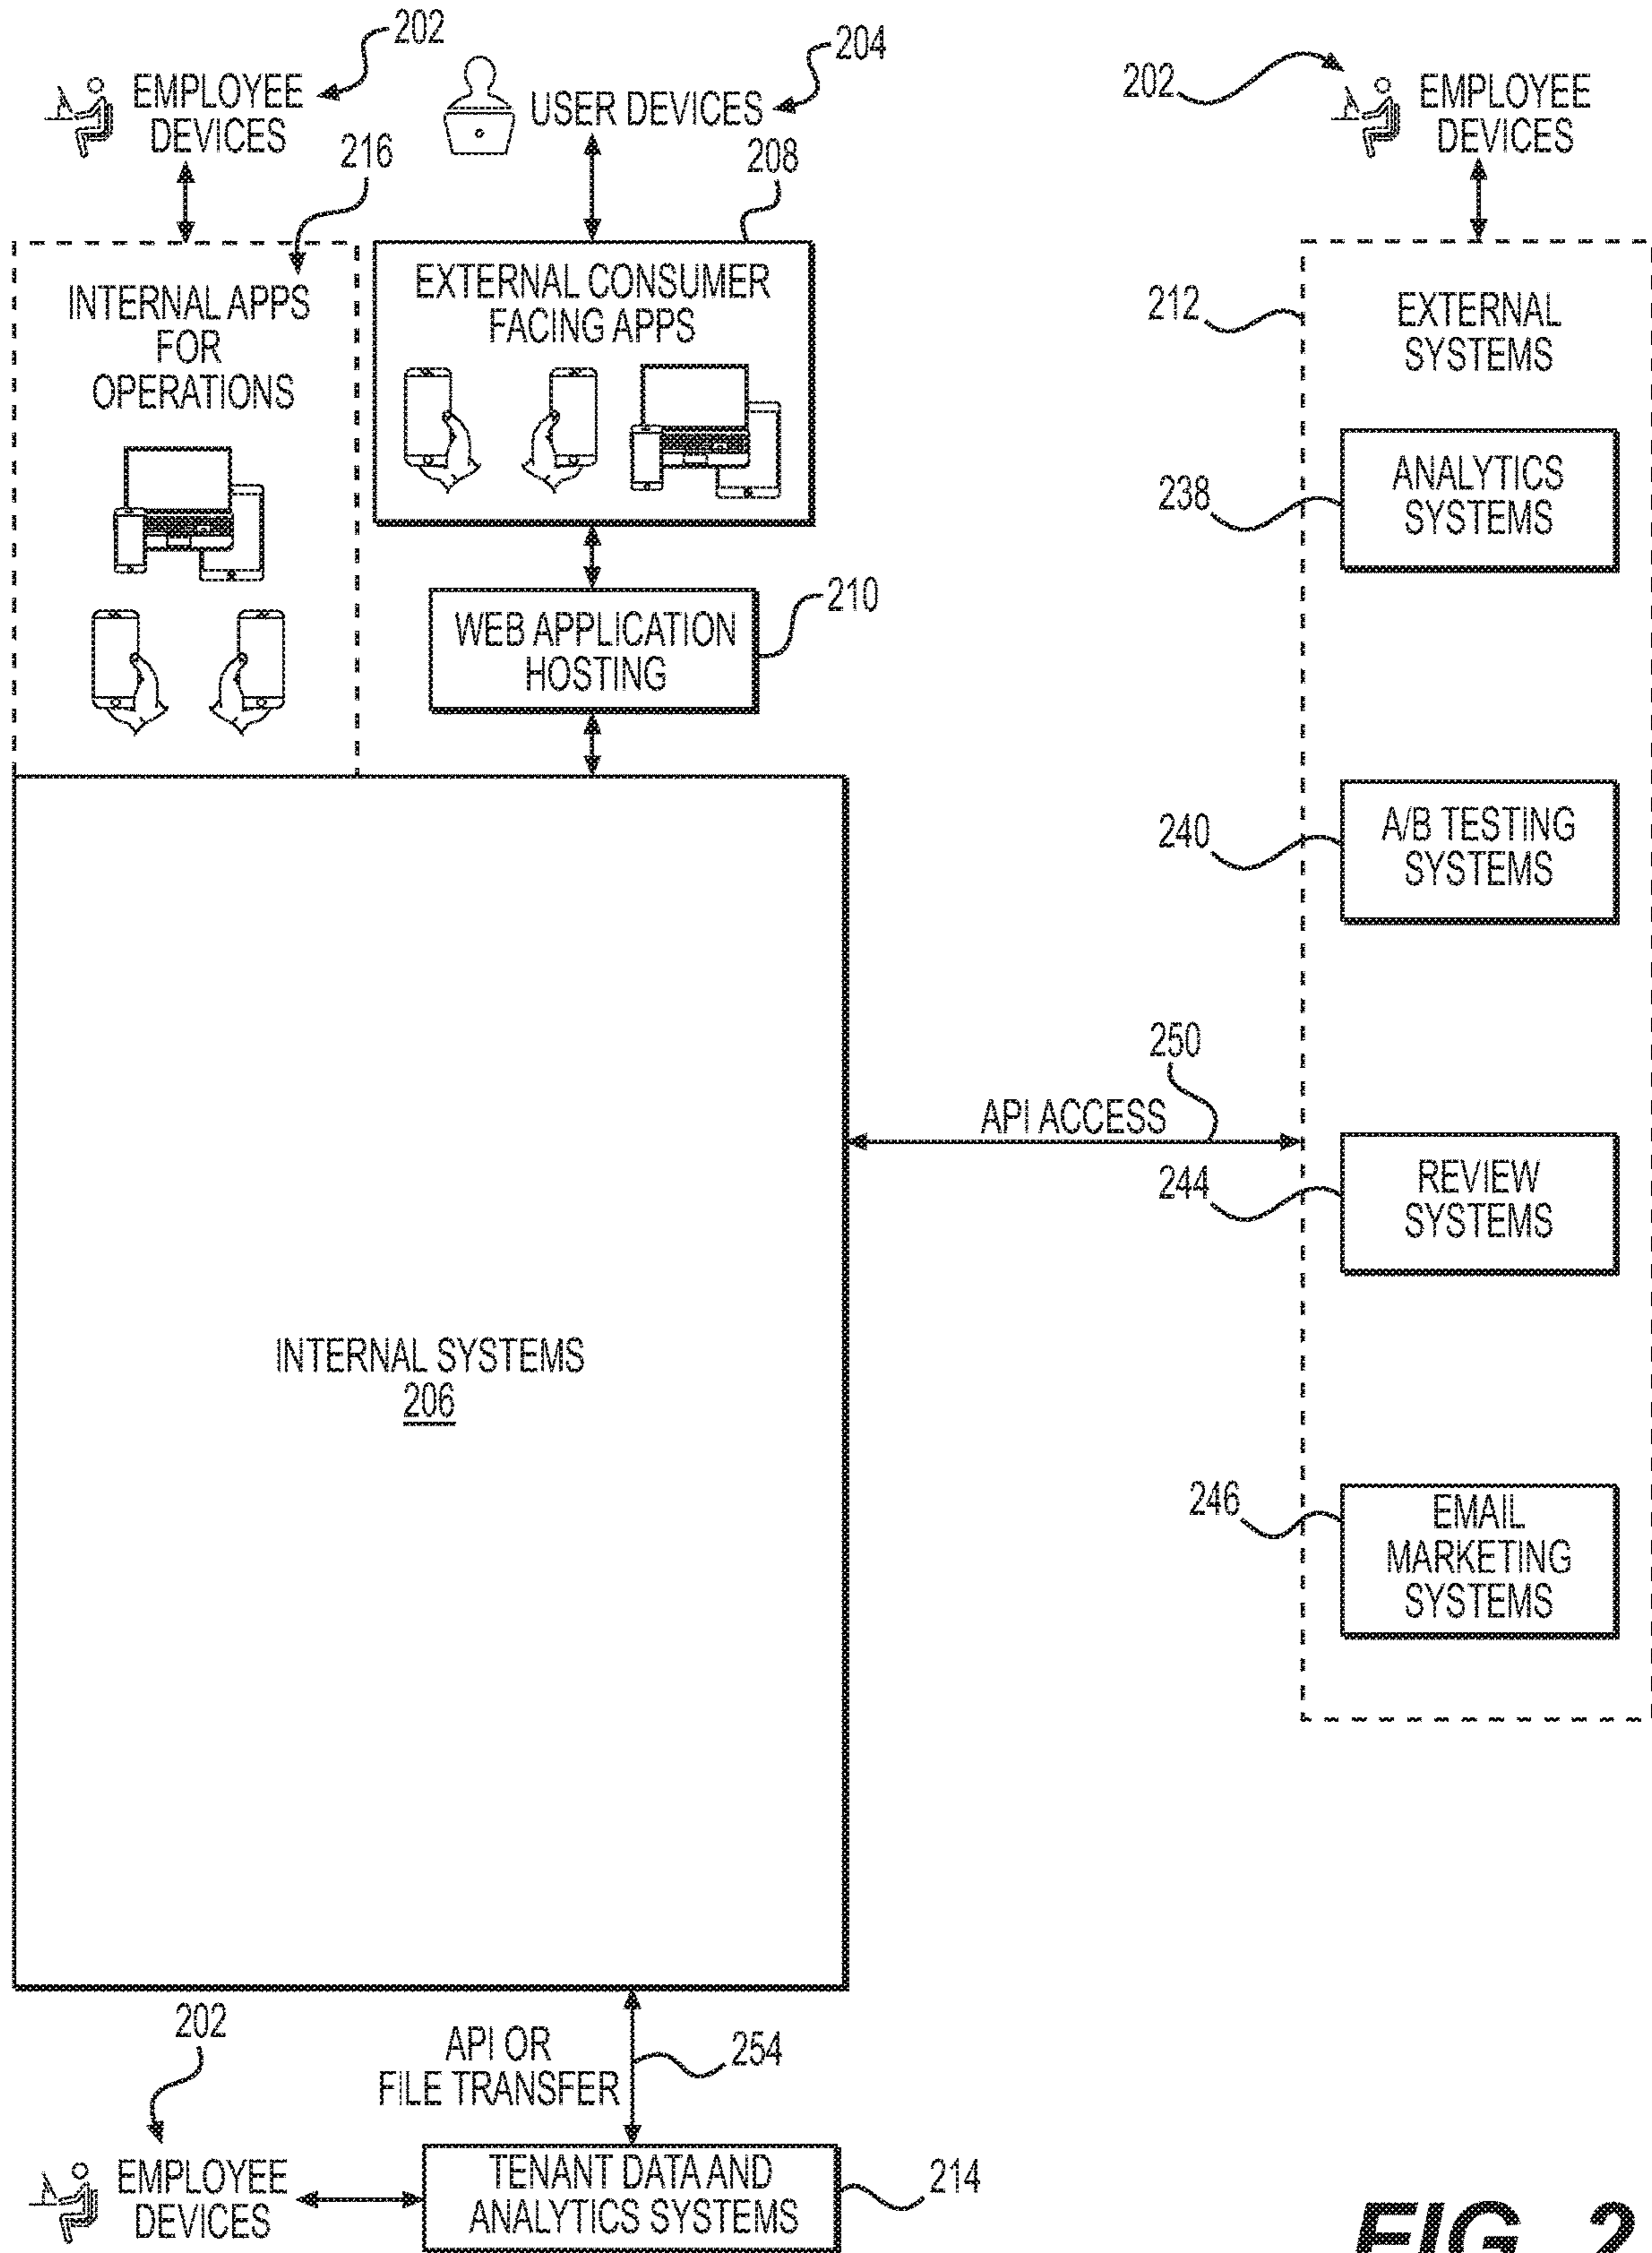 202
EMPLOYEE
DEVICES
204
USER DEVICES
202
EMPLOYEE
DEVICES
216
INTERNAL APPS
FOR
OPERATIONS
208
EXTERNAL CONSUMER
FACING APPS
210
WEB APPLICATION
HOSTING
212
EXTERNAL
SYSTEMS
238
ANALYTICS
SYSTEMS
240
A/B TESTING
SYSTEMS
250
API ACCESS
244
REVIEW
SYSTEMS
INTERNAL SYSTEMS
206
246
EMAIL
MARKETING
SYSTEMS
202
API OR
FILE TRANSFER
254
EMPLOYEE
DEVICES
TENANT DATA AND
ANALYTICS SYSTEMS
214
FIG. 2